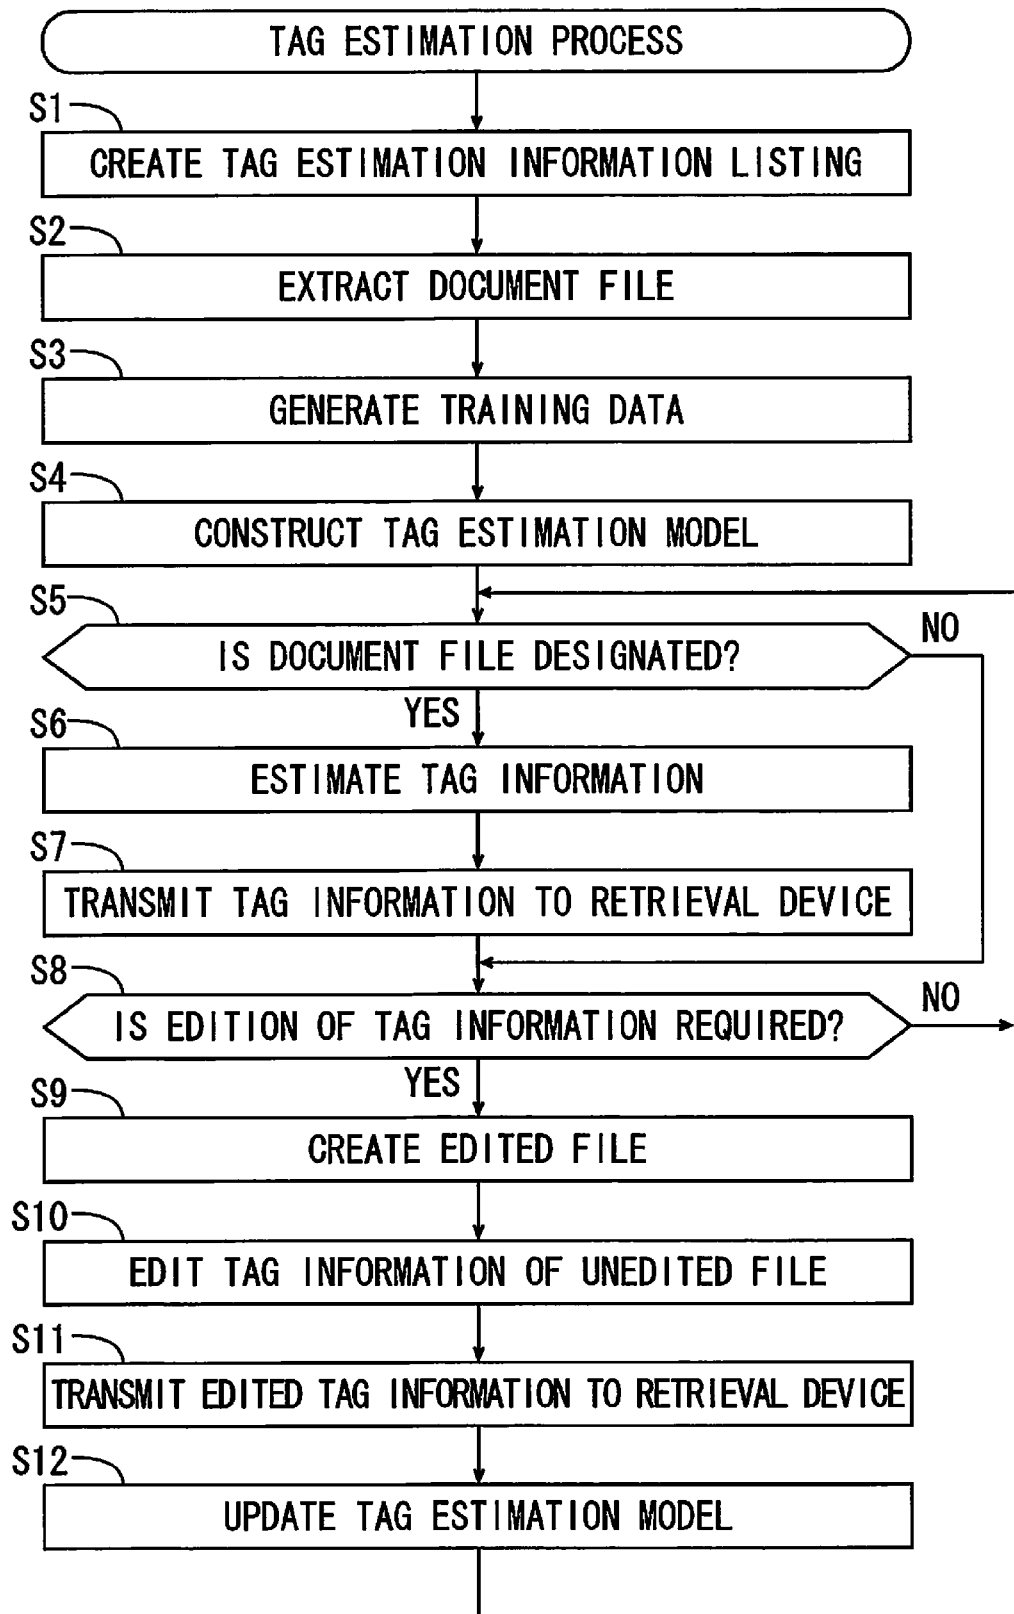 TAG ESTIMATION PROCESS
S1
CREATE TAG ESTIMATION INFORMATION LISTING
S2
EXTRACT DOCUMENT FILE
S3
GENERATE TRAINING DATA
S4
CONSTRUCT TAG ESTIMATION MODEL
S5
IS DOCUMENT FILE DESIGNATED?
NO
YES
S6
ESTIMATE TAG INFORMATION
S7
TRANSMIT TAG INFORMATION TO RETRIEVAL DEVICE
S8
IS EDITION OF TAG INFORMATION REQUIRED?
NO
YES
S9
CREATE EDITED FILE
S10
EDIT TAG INFORMATION OF UNEDITED FILE
S11
TRANSMIT EDITED TAG INFORMATION TO RETRIEVAL DEVICE
S12
UPDATE TAG ESTIMATION MODEL